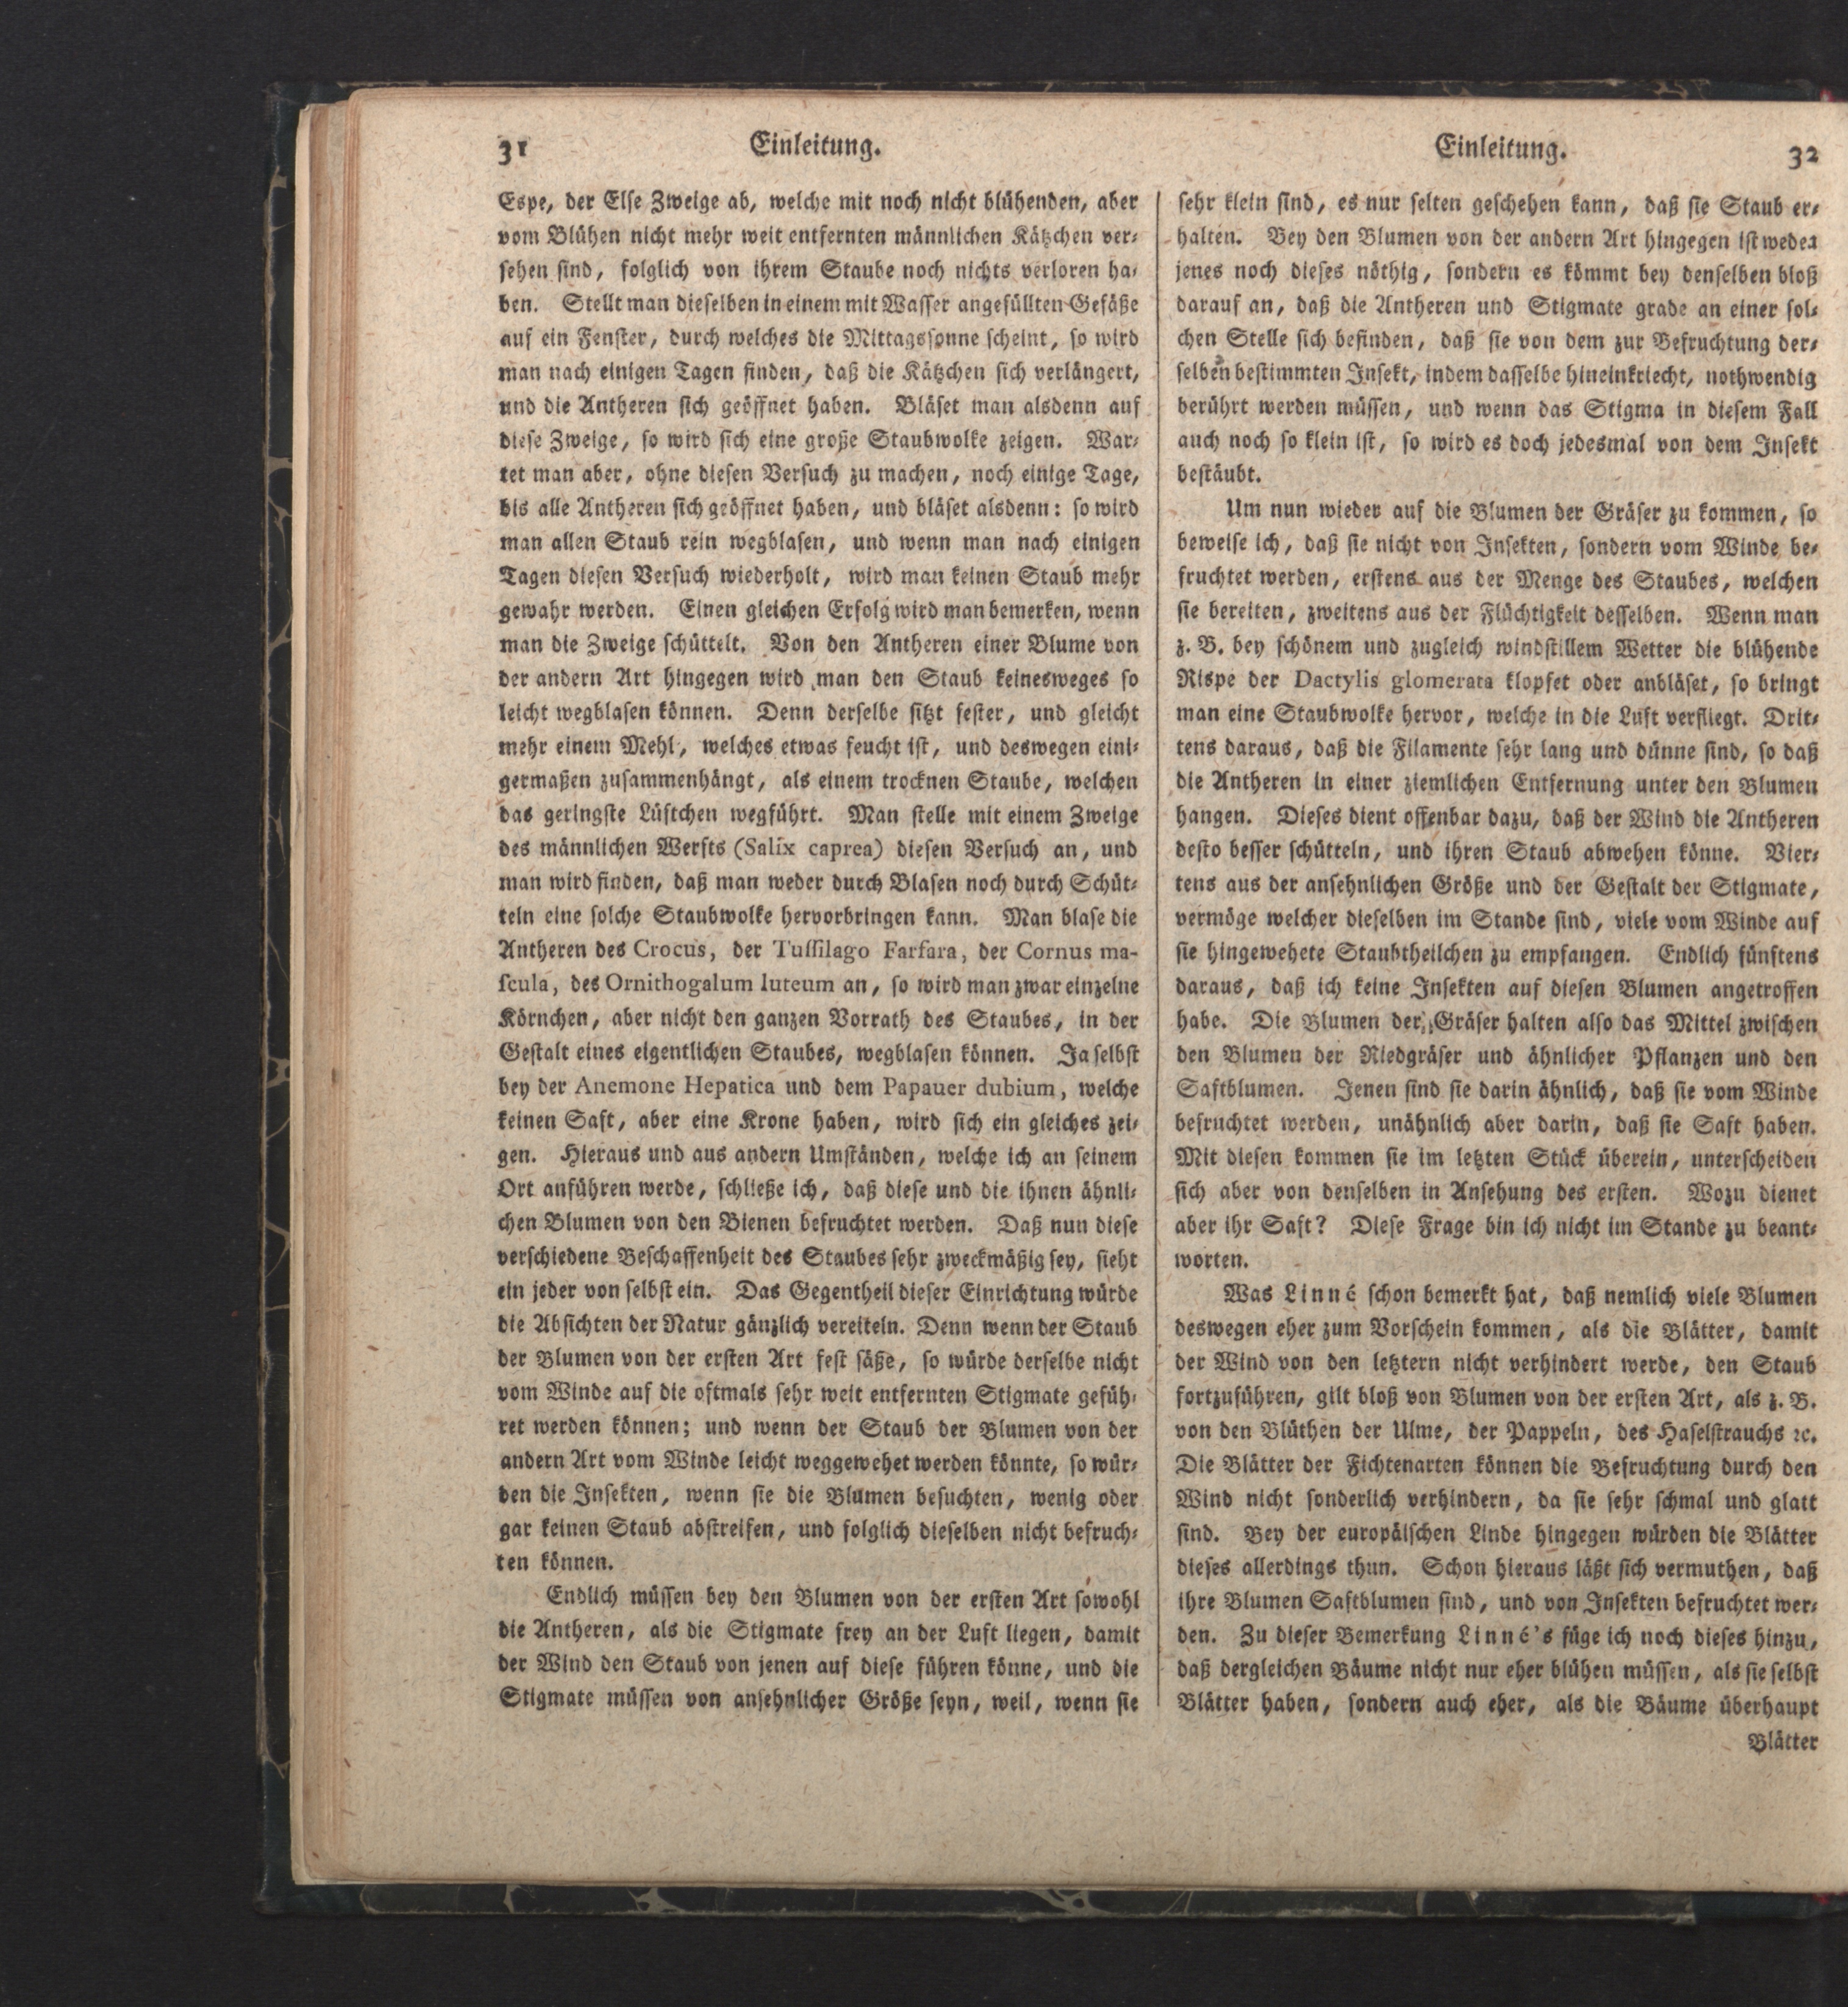 31 Einleitung.
Espe, der Else Zweige ab, welche mit noch nicht blühenden, aber
vom Blühen nicht mehr weit entfernten männlichen Kätzchen ver⸗
sehen sind, folglich von ihrem Staube noch nichts verloren ha⸗
ben. Stellt man dieselben in einem mit Wasser angefüllten Gefäße
auf ein Fenster, durch welches die Mittagssonne scheint, so wird
man nach einigen Tagen finden, daß die Kätzchen sich verlängert,
und die Antheren sich geöffnet haben. Bläset man alsdenn auf
diese Zweige, so wird sich eine große Staubwolke zeigen. War⸗
tet man aber, ohne diesen Versuch zu machen, noch einige Tage,
bis alle Antheren sich geöffnet haben, und bläset alsdenn: so wird
man allen Staub rein wegblasen, und wenn man nach einigen
Tagen diesen Versuch wiederholt, wird man keinen Staub mehr
gewahr werden. Einen gleichen Erfolg wird man bemerken, wenn
man die Zweige schüttelt. Von den Antheren einer Blume von
der andern Art hingegen wird man den Staub keinesweges so
leicht wegblasen können. Denn derselbe sitzt fester, und gleicht
mehr einem Mehl, welches etwas feucht ist, und deswegen eini⸗
germaßen zusammenhängt, als einem trocknen Staube, welchen
das geringste Lüftchen wegführt. Man stelle mit einem Zweige
des männlichen Werfts (Salix caprea) diesen Versuch an, und
man wird finden, daß man weder durch Blasen noch durch Schüt⸗
teln eine solche Staubwolke hervorbringen kann. Man blase die
Antheren des Crocus, der Tussilago Farfara, der Cornus ma-
scula, des Ornithogalum luteum an, so wird man zwar einzelne
Körnchen, aber nicht den ganzen Vorrath des Staubes, in der
Gestalt eines eigentlichen Staubes, wegblasen können. Ja selbst
bey der Anemone Hepatica und dem Papauer dubium, welche
keinen Saft, aber eine Krone haben, wird sich ein gleiches zei⸗
gen. Hieraus und aus andern Umständen, welche ich an seinem
Ort anführen werde, schließe ich, daß diese und die ihnen ähnli⸗
chen Blumen von den Bienen befruchtet werden. Daß nun diese
verschiedene Beschaffenheit des Staubes sehr zweckmäßig sey, sieht
ein jeder von selbst ein. Das Gegentheil dieser Einrichtung würde
die Absichten der Natur gänzlich vereiteln. Denn wenn der Staub
der Blumen von der ersten Art fest säße, so würde derselbe nicht
vom Winde auf die oftmals sehr weit entfernten Stigmate gefüh⸗
ret werden können; und wenn der Staub der Blumen von der
andern Art vom Winde leicht weggewehet werden könnte, so wür⸗
den die Insekten, wenn sie die Blumen besuchten, wenig oder
gar keinen Staub abstreifen, und folglich dieselben nicht befruch⸗
ten können.
Endlich müssen bey den Blumen von der ersten Art sowohl
die Antheren, als die Stigmate frey an der Luft liegen, damit
der Wind den Staub von jenen auf diese führen könne, und die
Stigmate müssen von ansehnlicher Größe seyn, weil, wenn sie
Einleitung. 32
sehr klein sind, es nur selten geschehen kann, daß sie Staub er⸗
halten. Bey den Blumen von der andern Art hingegen ist weder
jenes noch dieses nöthig, sondern es kömmt bey denselben bloß
darauf an, daß die Antheren und Stigmate grade an einer sol⸗
chen Stelle sich befinden, daß sie von dem zur Befruchtung der⸗
selben bestimmten Insekt, indem dasselbe hineinkriecht, nothwendig
berührt werden müssen, und wenn das Stigma in diesem Fall
auch noch so klein ist, so wird es doch jedesmal von dem Insekt
bestäubt.
Um nun wieder auf die Blumen der Gräser zu kommen, so
beweise ich, daß sie nicht von Insekten, sondern vom Winde be⸗
fruchtet werden, erstens aus der Menge des Staubes, welchen
sie bereiten, zweitens aus der Flüchtigkeit desselben. Wenn man
z. B. bey schönem und zugleich windstillem Wetter die blühende
Rispe der Dactylis glomerata klopfet oder anbläset, so bringt
man eine Staubwolke hervor, welche in die Luft verfliegt. Drit⸗
tens daraus, daß die Filamente sehr lang und dünne sind, so daß
die Antheren in einer ziemlichen Entfernung unter den Blumen
hangen. Dieses dient offenbar dazu, daß der Wind die Antheren
desto besser schütteln, und ihren Staub abwehen könne. Vier⸗
tens aus der ansehnlichen Größe und der Gestalt der Stigmate,
vermöge welcher dieselben im Stande sind, viele vom Winde auf
sie hingewehete Staubtheilchen zu empfangen. Endlich fünftens
daraus, daß ich keine Insekten auf diesen Blumen angetroffen
habe. Die Blumen der Gräser halten also das Mittel zwischen
den Blumen der Riedgräser und ähnlicher Pflanzen und den
Saftblumen. Jenen sind sie darin ähnlich, daß sie vom Winde
befruchtet werden, unähnlich aber darin, daß sie Saft haben.
Mit diesen kommen sie im letzten Stück überein, unterscheiden
sich aber von denselben in Ansehung des ersten. Wozu dienet
aber ihr Saft? Diese Frage bin ich nicht im Stande zu beant⸗
worten.
Was Linné schon bemerkt hat, daß nemlich viele Blumen
deswegen eher zum Vorschein kommen, als die Blätter, damit
der Wind von den letztern nicht verhindert werde, den Staub
fortzuführen, gilt bloß von Blumen von der ersten Art, als z. B.
von den Blüthen der Ulme, der Pappeln, des Haselstrauchs ꝛc.
Die Blätter der Fichtenarten können die Befruchtung durch den
Wind nicht sonderlich verhindern, da sie sehr schmal und glatt
sind. Bey der europäischen Linde hingegen würden die Blätter
dieses allerdings thun. Schon hieraus läßt sich vermuthen, daß
ihre Blumen Saftblumen sind, und von Insekten befruchtet wer⸗
den. Zu dieser Bemerkung Linné's füge ich noch dieses hinzu,
daß dergleichen Bäume nicht nur eher blühen müssen, als sie selbst
Blätter haben, sondern auch eher, als die Bäume überhaupt
Blätter